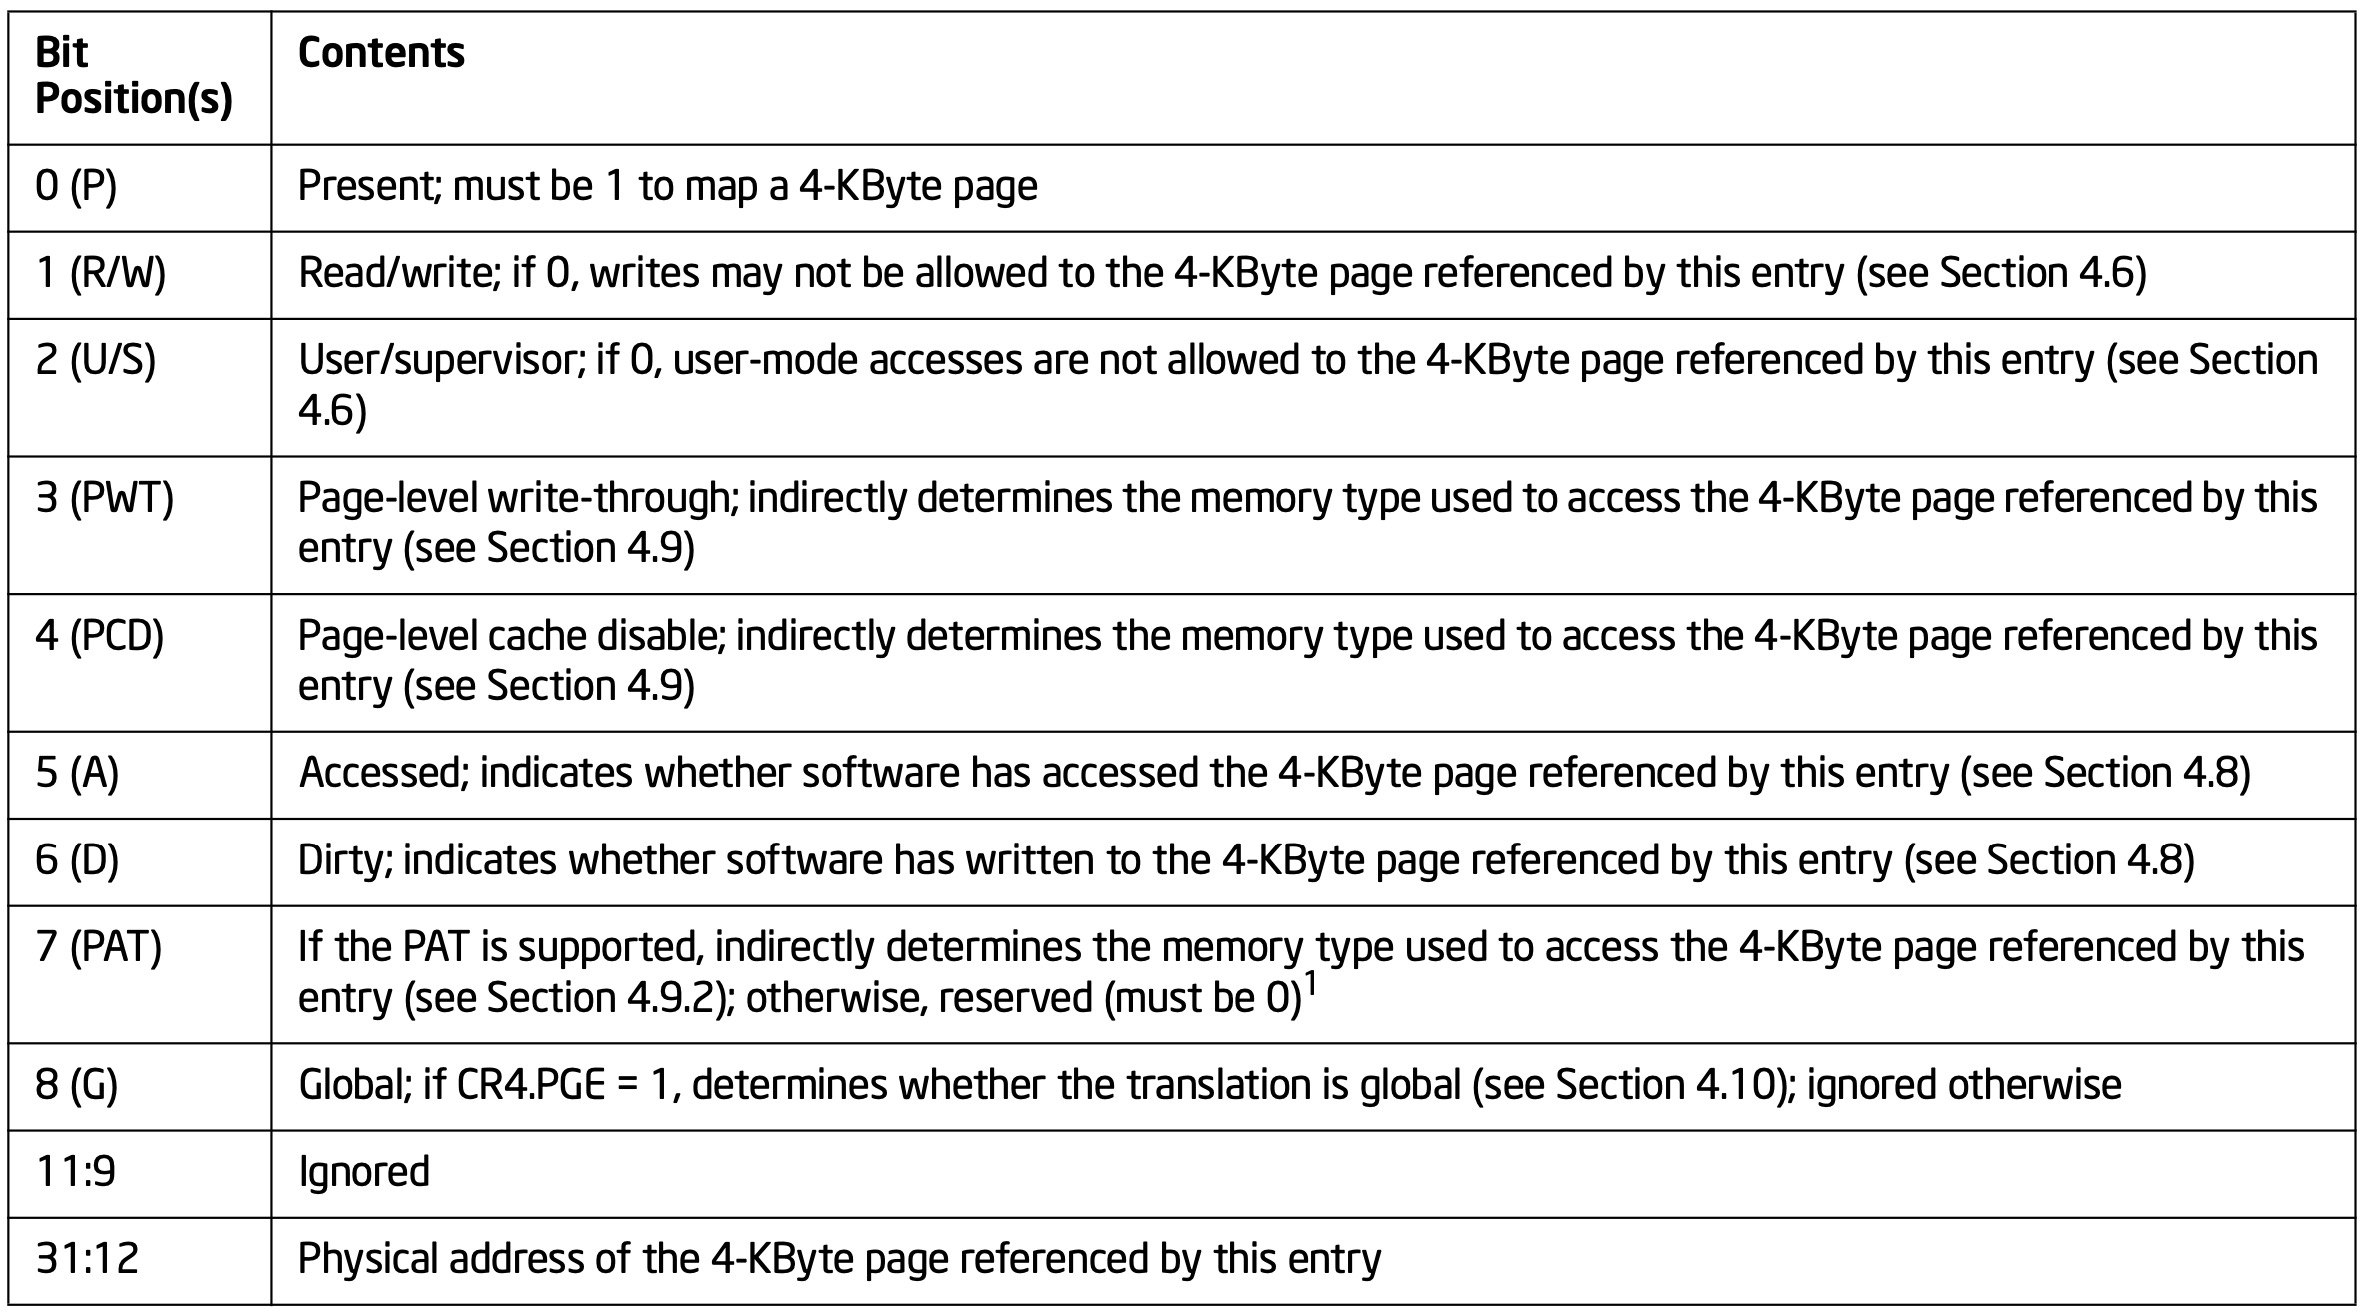 Bit
Position(s)
Contents
0 (P)
Present; must be 1 to map a 4-KByte page
1 (R/W)
Read/write; if 0, writes may not be allowed to the 4-KByte page referenced by this entry (see Section 4.6)
2 (U/S)
User/supervisor; if 0, user-mode accesses are not allowed to the 4-KByte page referenced by this entry (see Section
4.6)
3 (PWT)
Page-level write-through; indirectly determines the memory type used to access the 4-KByte page referenced by this
entry (see Section 4.9)
4 (PCD)
Page-level cache disable; indirectly determines the memory type used to access the 4-KByte page referenced by this
entry (see Section 4.9)
5 (A)
Accessed; indicates whether software has accessed the 4-KByte page referenced by this entry (see Section 4.8)
6 (D)
Dirty; indicates whether software has written to the 4-KByte page referenced by this entry (see Section 4.8)
7 (PAT)
If the PAT is supported, indirectly determines the memory type used to access the 4-KByte page referenced by this
entry (see Section 4.9.2); otherwise, reserved (must be 0)¹
8 (G)
Global; if CR4.PGE = 1, determines whether the translation is global (see Section 4.10); ignored otherwise
11:9
Ignored
31:12
Physical address of the 4-KByte page referenced by this entry